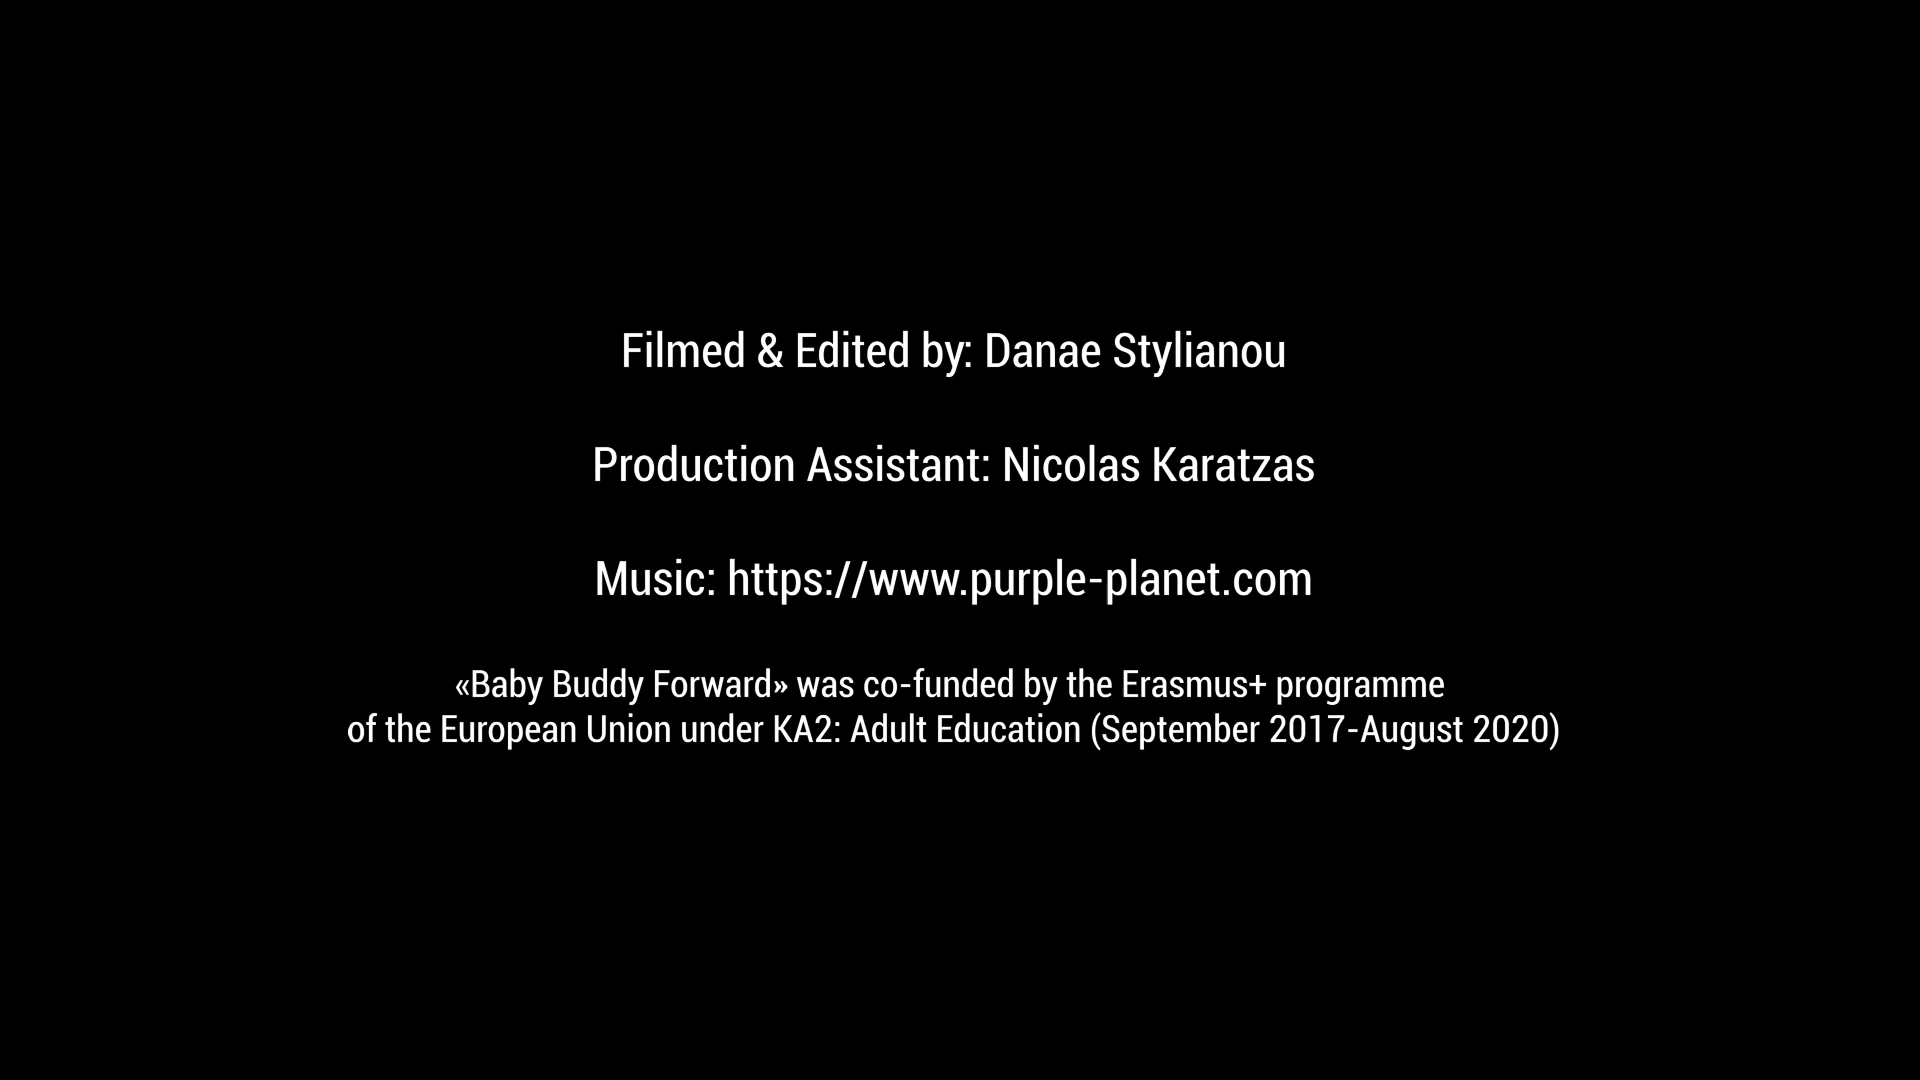 Filmed & Edited by: Danae Stylianou
Production Assistant: Nicolas Karatzas
Music: https://www.purple-planet.com
«Baby Buddy Forward» was co-funded by the Erasmus+ programme
of the European Union under KA2: Adult Education (September 2017-August 2020)